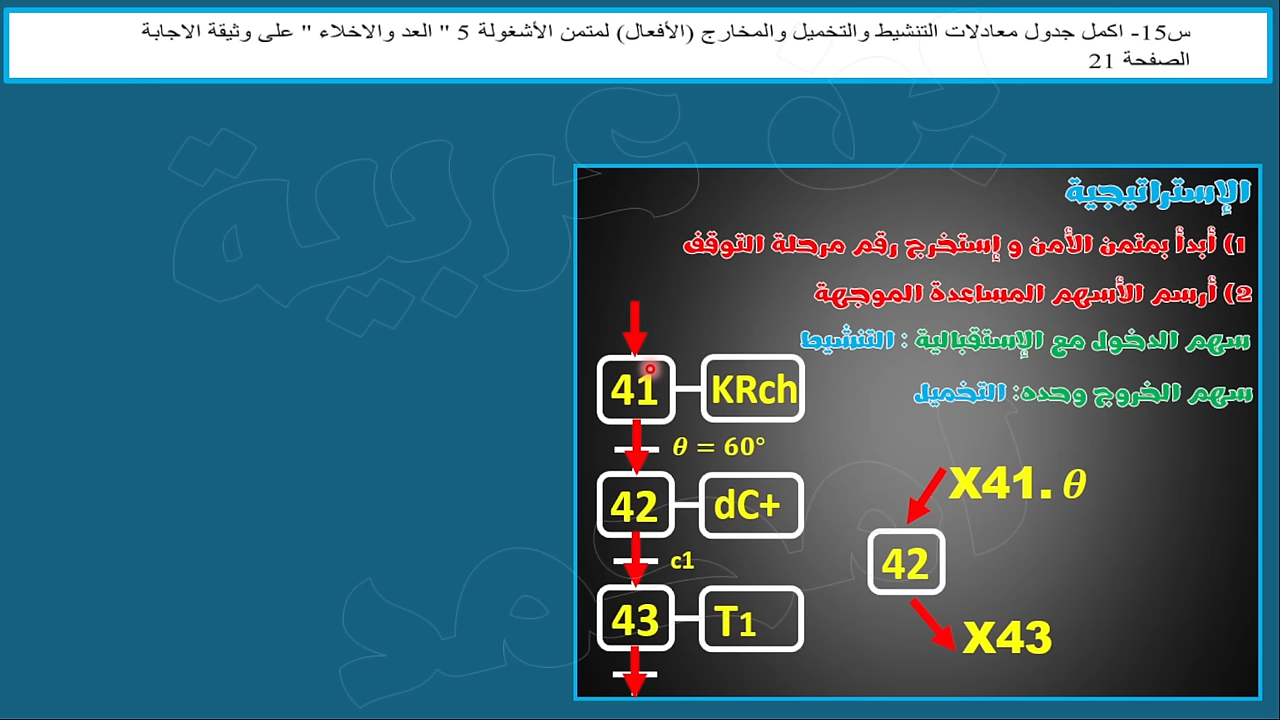 س15- اكمل جدول معادلات التنشيط والتخميل والمخارج (الأفعال) لمتمن الأشغولة 5 " العد والاخلاء " على وثيقة الاجابة
الصفحة 21
الإستراتيجية
1) أبدأ بمتمن الأمن و إستخرج رقم مرحلة التوقف
2) أرسم الأسهم المساعدة الموجهة
سهم الدخول مع الإستقبالية : التنشيط
سهم الخروج وحده: التخميل
41 KRch
θ = 60°
42 dC+
c1
43 T1
X41. θ
42
X43